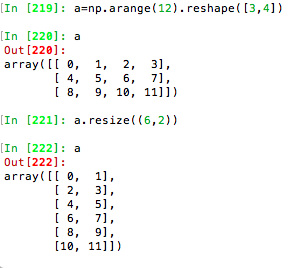 In [219]: a=np.arange(12).reshape([3,4])
In [220]: a
Out[220]:
array([[ 0,  1,  2,  3],
       [ 4,  5,  6,  7],
       [ 8,  9, 10, 11]])
In [221]: a.resize((6,2))
In [222]: a
Out[222]:
array([[ 0,  1],
       [ 2,  3],
       [ 4,  5],
       [ 6,  7],
       [ 8,  9],
       [10, 11]])